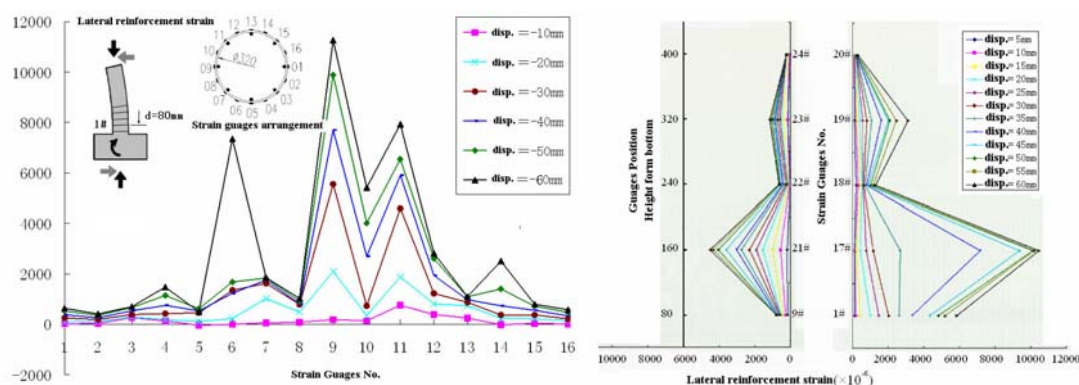 Lateral reinforcement strain
12000
10000
8000
6000
4000
2000
0
-2000
1#
d=80mm
ø320
13
14
15
16
01
02
03
04
05
06
07
08
09
10
11
12
Strain guages arrangement
disp.=-10mm
disp.=-20mm
disp.=-30mm
disp.=-40mm
disp.=-50mm
disp.=-60mm
1 2 3 4 5 6 7 8 9 10 11 12 13 14 15 16
Strain Guages No.
Guages Position
Height form bottom
400
320
240
160
80
24#
23#
22#
21#
9#
Strain Guages No.
20#
19#
18#
17#
1#
disp.=5mm
disp.=10mm
disp.=15mm
disp.=20mm
disp.=25mm
disp.=30mm
disp.=35mm
disp.=40mm
disp.=45mm
disp.=50mm
disp.=55mm
disp.=60mm
10000 8000 6000 4000 2000 0
0 2000 4000 6000 8000 10000 12000
Lateral reinforcement strain(×10⁻⁶)